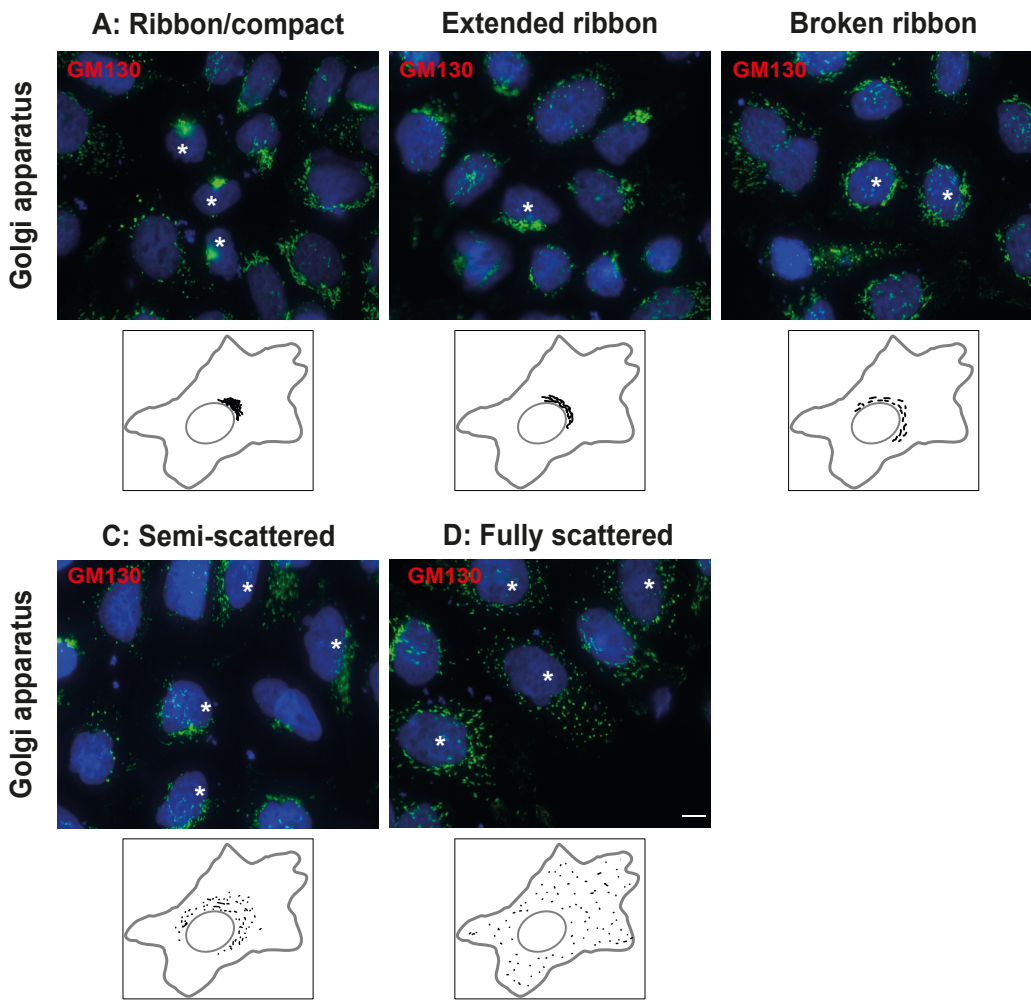 A: Ribbon/compact
Extended ribbon
Broken ribbon
Golgi apparatus
GM130
GM130
GM130
C: Semi-scattered
D: Fully scattered
Golgi apparatus
GM130
GM130